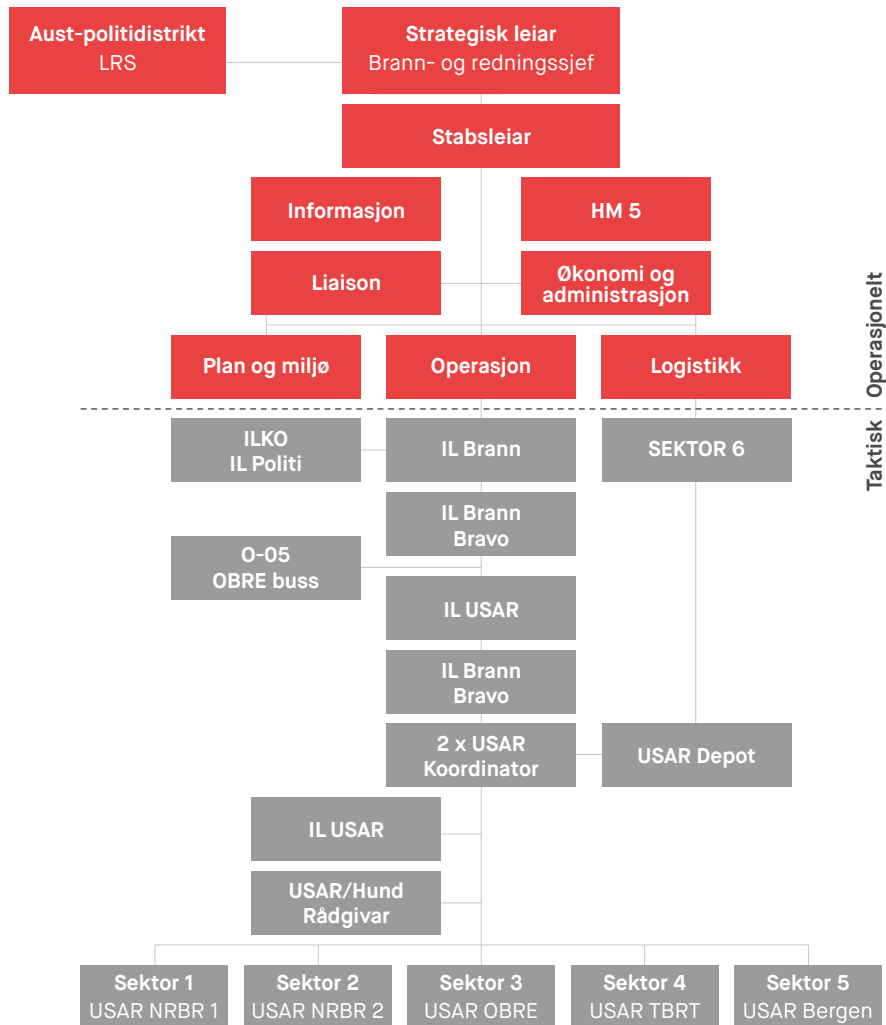 Aust-politidistrikt
LRS
Strategisk leiar
Brann- og redningssjef
Stabsleiar
Informasjon
HM 5
Liaison
Økonomi og
administrasjon
Plan og miljø
Operasjon
Logistikk
Operasjonelt
Taktisk
ILKO
IL Politi
IL Brann
SEKTOR 6
IL Brann
Bravo
O-05
OBRE buss
IL USAR
IL Brann
Bravo
2 x USAR
Koordinator
USAR Depot
IL USAR
USAR/Hund
Rådgivar
Sektor 1
USAR NRBR 1
Sektor 2
USAR NRBR 2
Sektor 3
USAR OBRE
Sektor 4
USAR TBRT
Sektor 5
USAR Bergen